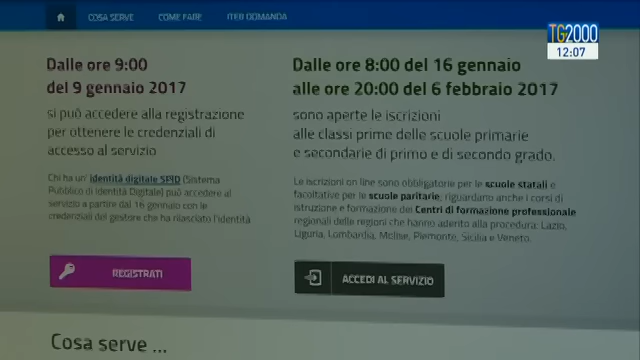 COSA SERVE
COME FARE
ITER DOMANDA
TG2000
12:07
Dalle ore 9:00
del 9 gennaio 2017
si può accedere alla registrazione
per ottenere le credenziali di
accesso al servizio
Chi ha un' identità digitale SPID (Sistema
Pubblico di Identità Digitale) può accedere al
servizio a partire dal 16 gennaio con le
credenziali del gestore che ha rilasciato l'identità
REGISTRATI
Dalle ore 8:00 del 16 gennaio
alle ore 20:00 del 6 febbraio 2017
sono aperte le iscrizioni
alle classi prime delle scuole primarie
e secondarie di primo e di secondo grado.
Le iscrizioni on line sono obbligatorie per le scuole statali e
facoltative per le scuole paritarie; riguardano anche i corsi di
istruzione e formazione dei Centri di formazione professionale
regionali delle regioni che hanno aderito alla procedura: Lazio,
Liguria, Lombardia, Molise, Piemonte, Sicilia e Veneto.
ACCEDI AL SERVIZIO
Cosa serve ...